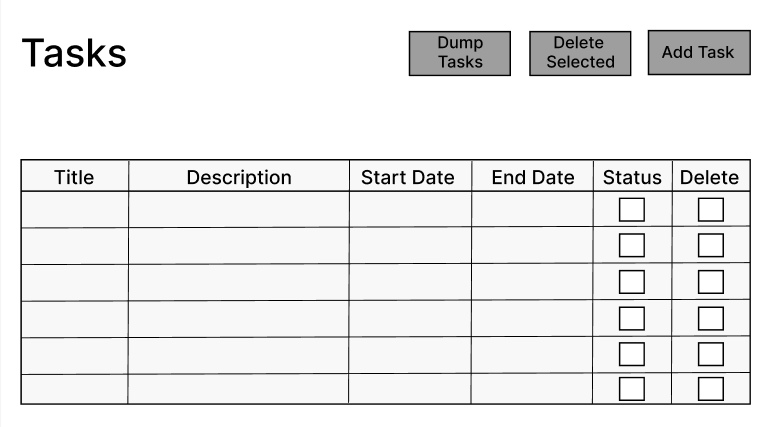 Tasks
Dump
Tasks
Delete
Selected
Add Task
Title Description Start Date End Date Status Delete